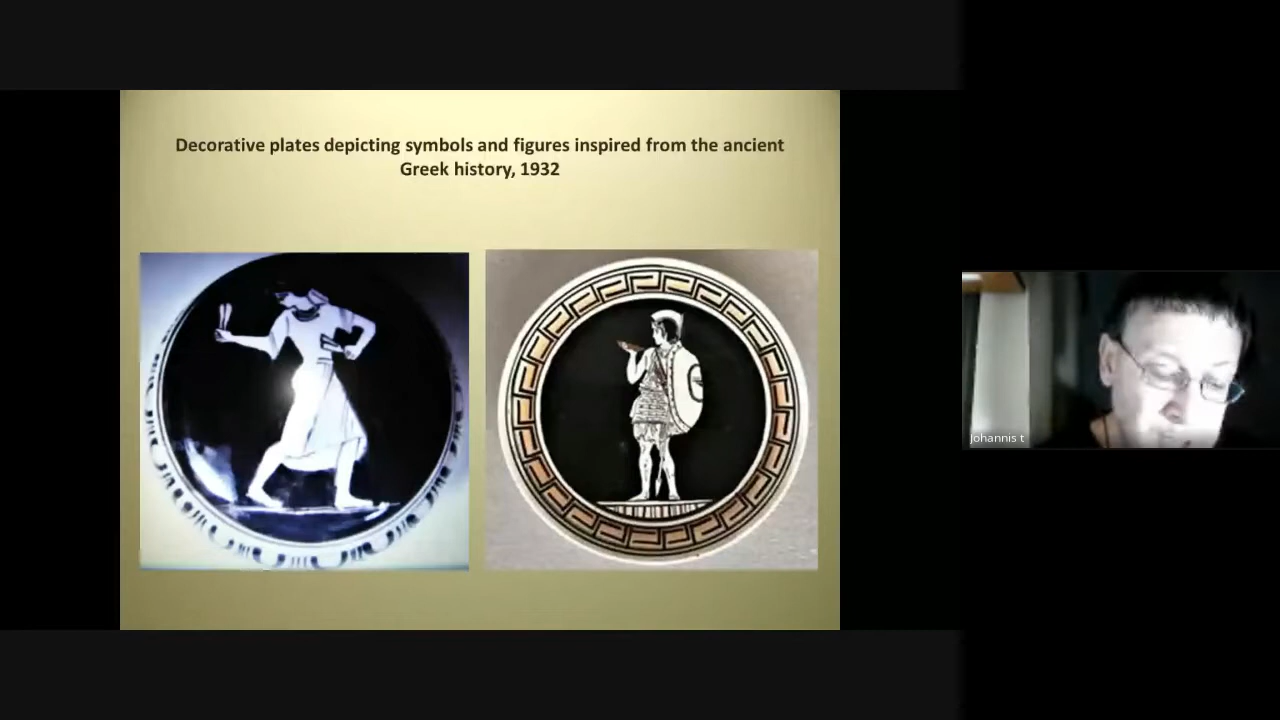 Decorative plates depicting symbols and figures inspired from the ancient
Greek history, 1932
Johannis t